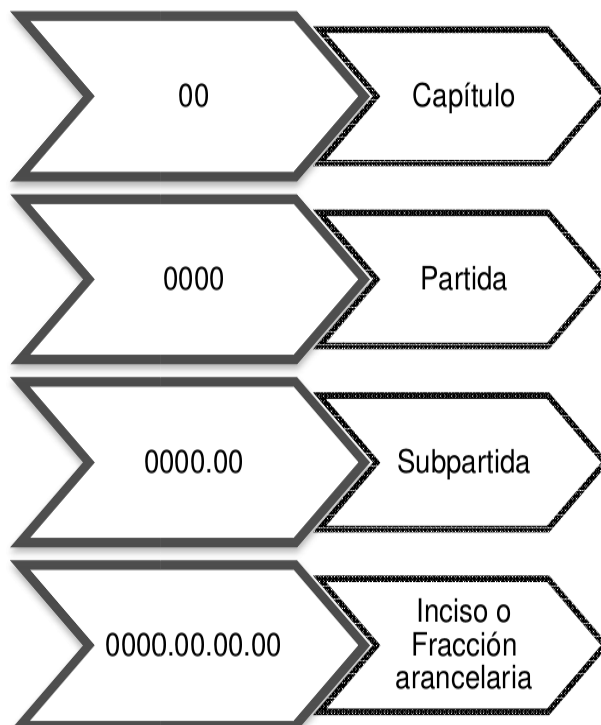 00
Capítulo
0000
Partida
0000.00
Subpartida
0000.00.00.00
Inciso o
Fracción
arancelaria